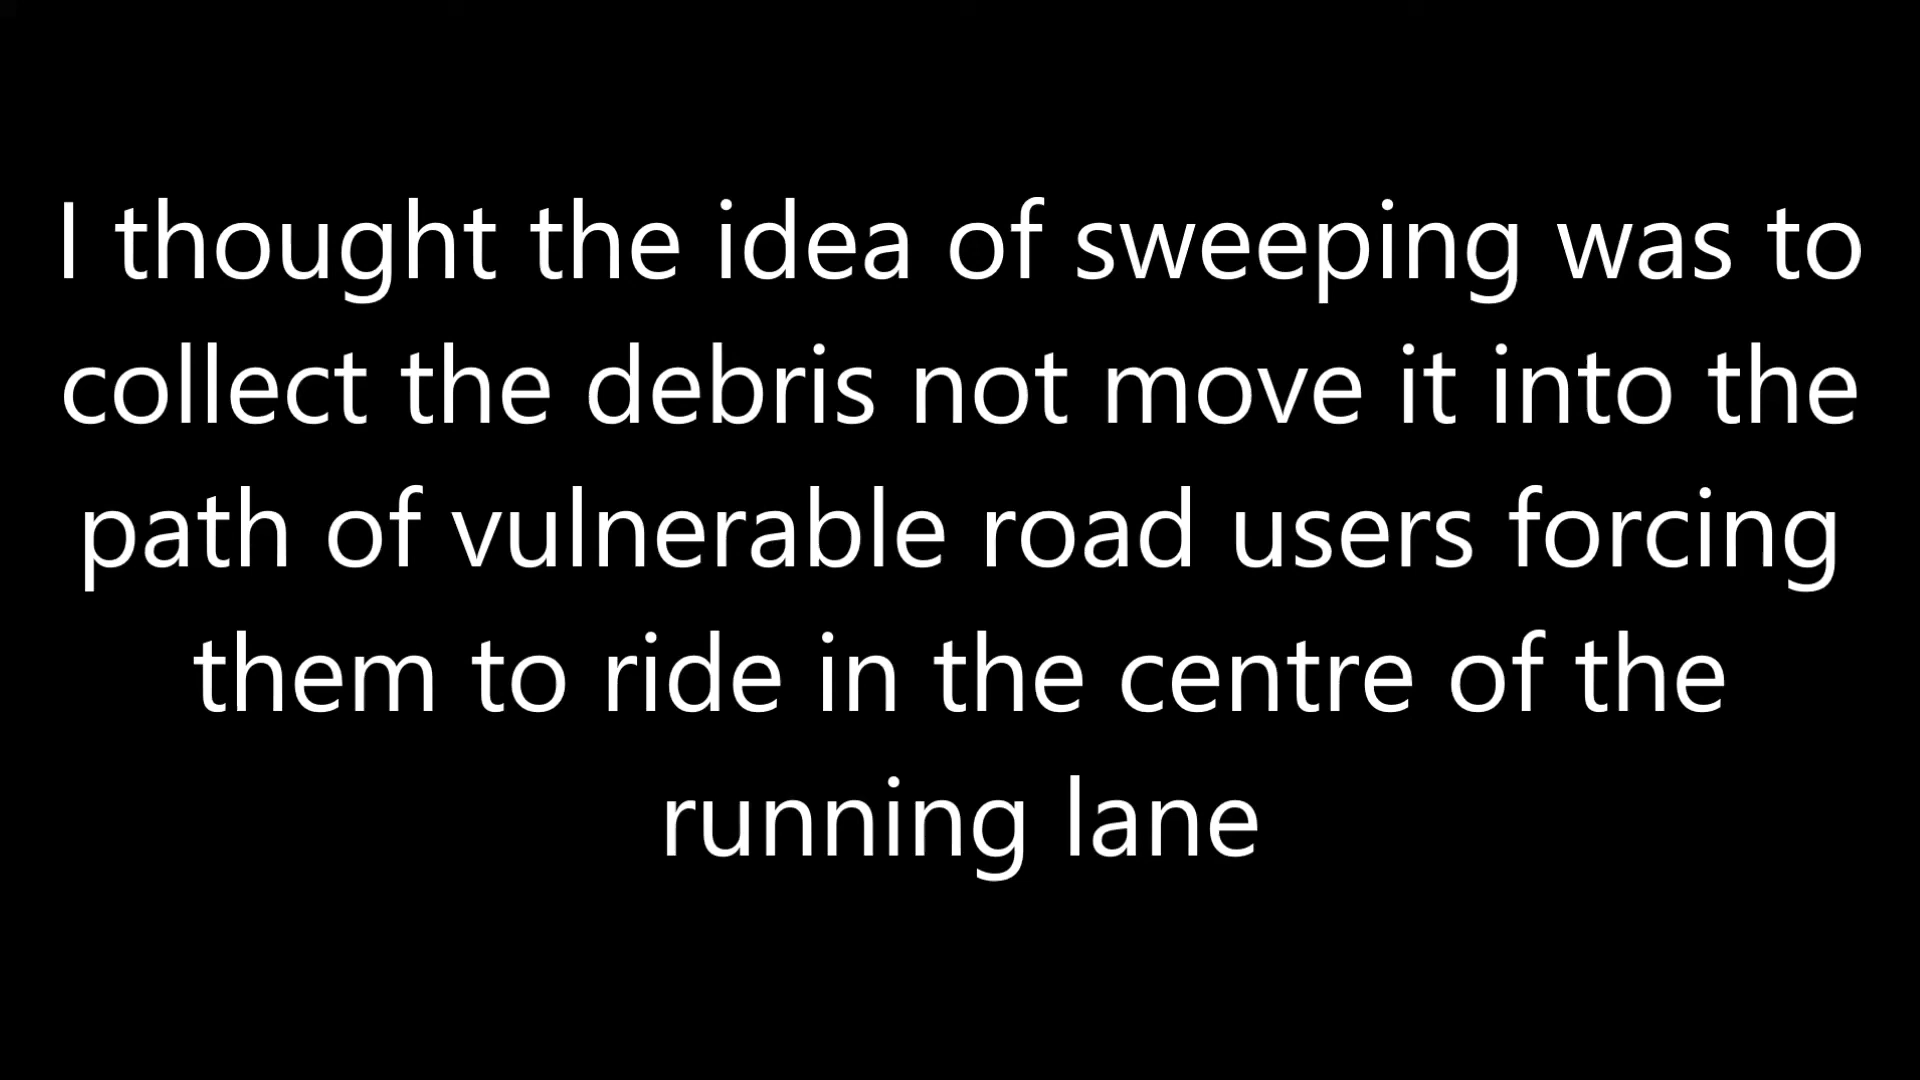 I thought the idea of sweeping was to
collect the debris not move it into the
path of vulnerable road users forcing
them to ride in the centre of the
running lane